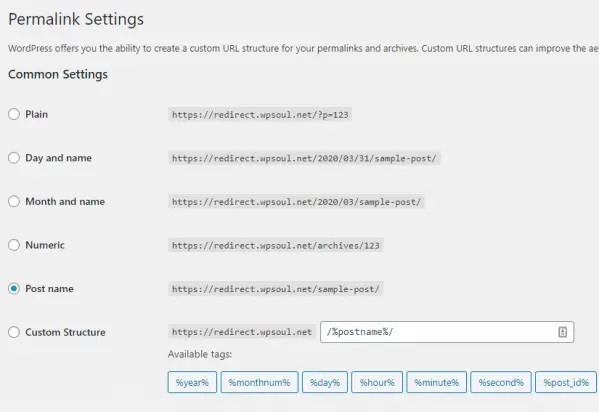 Permalink Settings
WordPress offers you the ability to create a custom URL structure for your permalinks and archives. Custom URL structures can improve the
Common Settings
Plain https://redirect.wpsoul.net/?p=123
Day and name https://redirect.wpsoul.net/2020/03/31/sample-post/
Month and name https://redirect.wpsoul.net/2020/03/sample-post/
Numeric https://redirect.wpsoul.net/archives/123
Post name https://redirect.wpsoul.net/sample-post/
Custom Structure https://redirect.wpsoul.net /%postname%/
Available tags:
%year% %monthnum% %day% %hour% %minute% %second% %post_id%